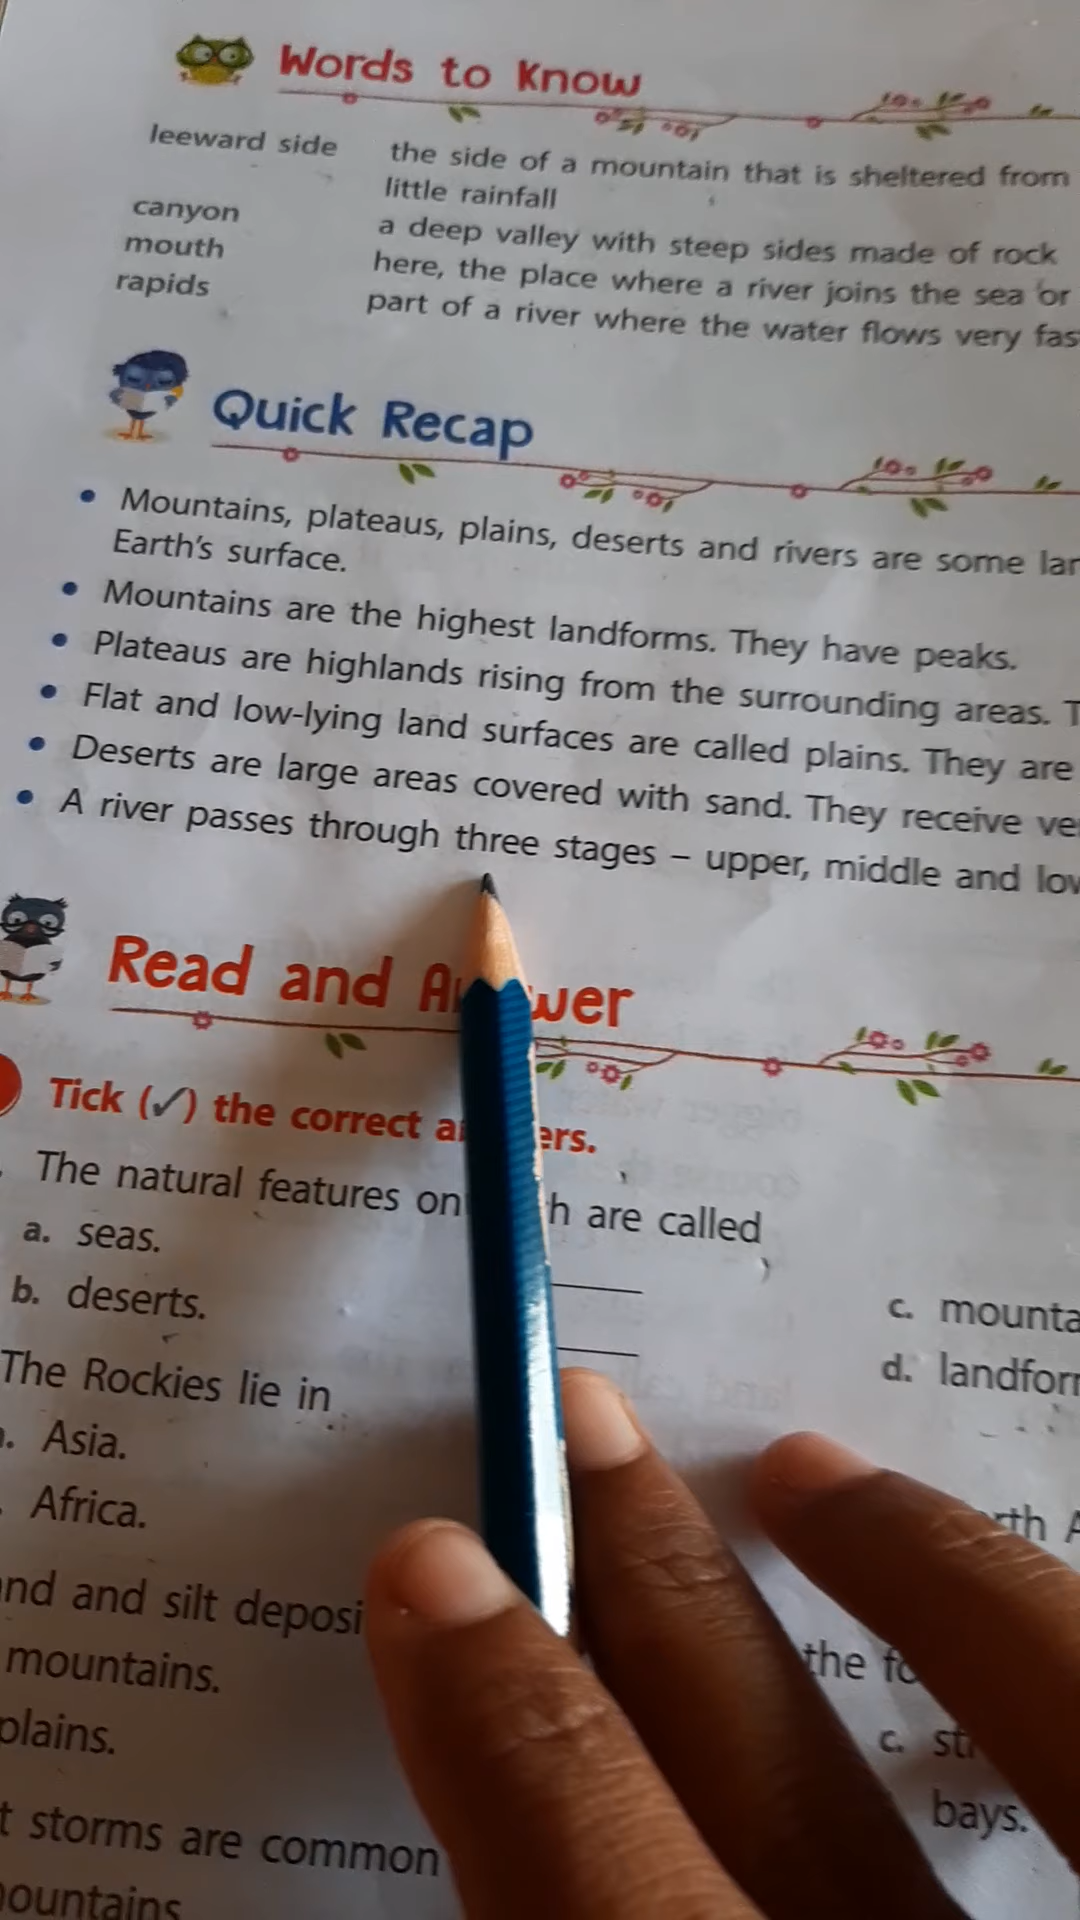 Words to Know
leeward side the side of a mountain that is sheltered from
little rainfall
canyon a deep valley with steep sides made of rock
mouth here, the place where a river joins the sea or
rapids part of a river where the water flows very fas
Quick Recap
• Mountains, plateaus, plains, deserts and rivers are some
Earth's surface.
• Mountains are the highest landforms. They have peaks.
• Plateaus are highlands rising from the surrounding areas. T
• Flat and low-lying land surfaces are called plains. They are
• Deserts are large areas covered with sand. They receive
• A river passes through three stages – upper, middle and
Read and
Tick (✓) the correct
The natural features on are called
a. seas.
c. mounta
b. deserts.
d. landfor
The Rockies lie in
Asia.
Africa.
rth A
and silt deposi
the
mountains.
plains.
c. st
bays.
storms are common
ountains